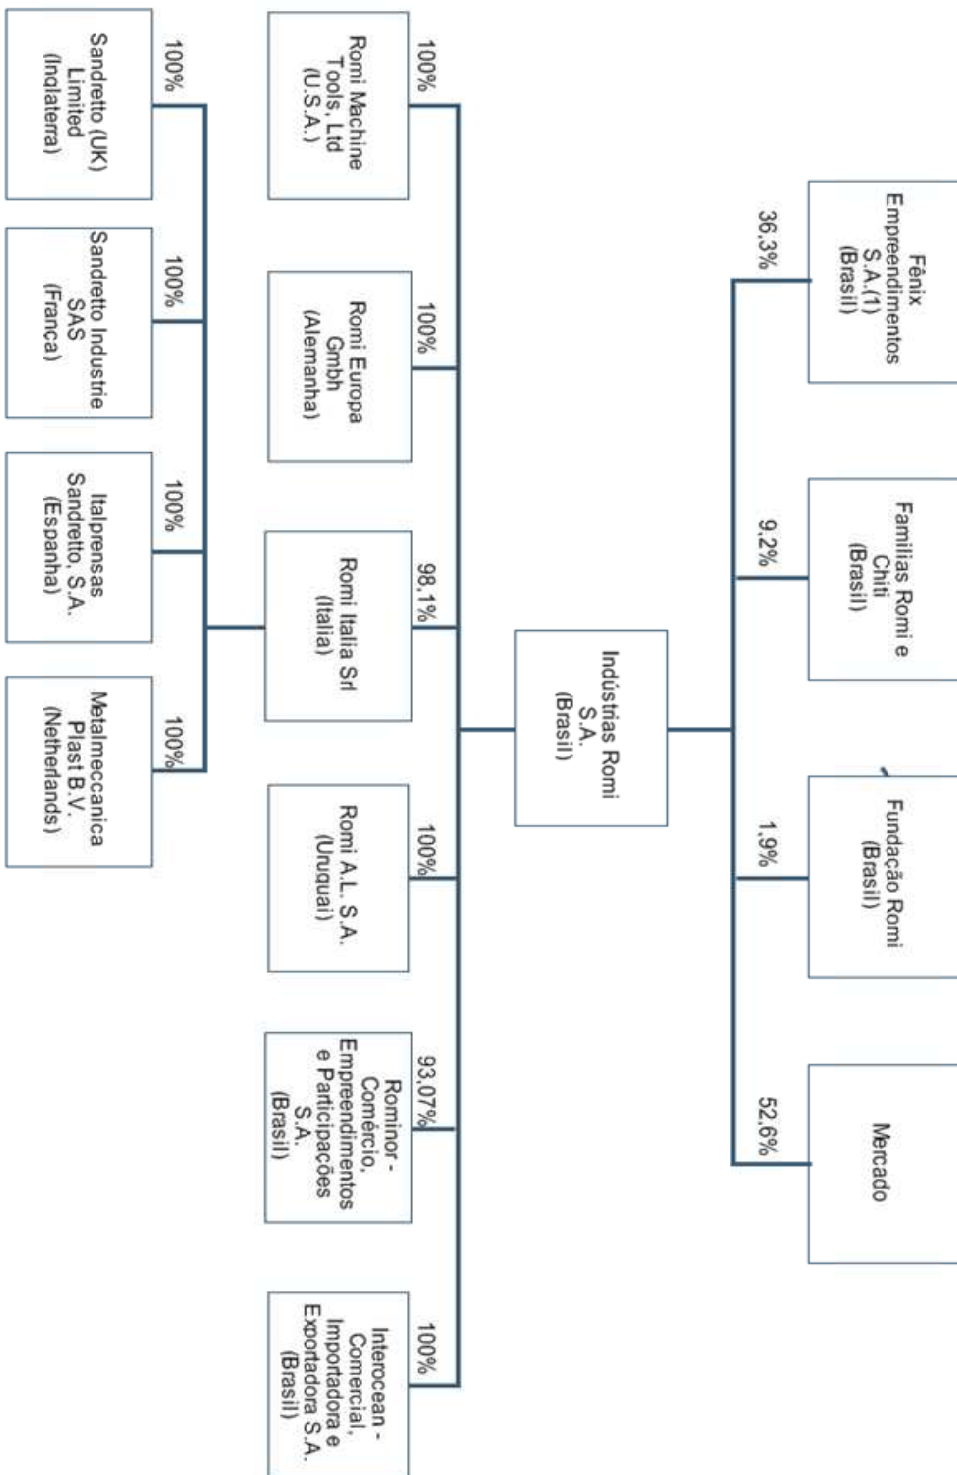 Fênix
Empreendimentos
S.A.(1)
(Brasil)
Familias Romi e
Chiti
(Brasil)
Fundação Romi
(Brasil)
Mercado
36,3%
9,2%
1,9%
52,6%
Indústrias Romi
S.A.
(Brasil)
100%
100%
98,1%
100%
93,07%
100%
Romi Machine
Tools, Ltd
(U.S.A.)
Romi Europa
Gmbh
(Alemanha)
Romi Italia Srl
(Italia)
Romi A.L. S.A.
(Uruquai)
Rominor -
Comércio,
Empreendimentos
e Participações
S.A.
(Brasil)
Interocean -
Comercial,
Importadora e
Exportadora S.A.
(Brasil)
100%
100%
100%
100%
Sandretto (UK)
Limited
(Inqlaterra)
Sandretto Industrie
SAS
(França)
Italprensas
Sandretto, S.A.
(Espanha)
Metalmeccanica
Plast B.V.
(Netherlands)